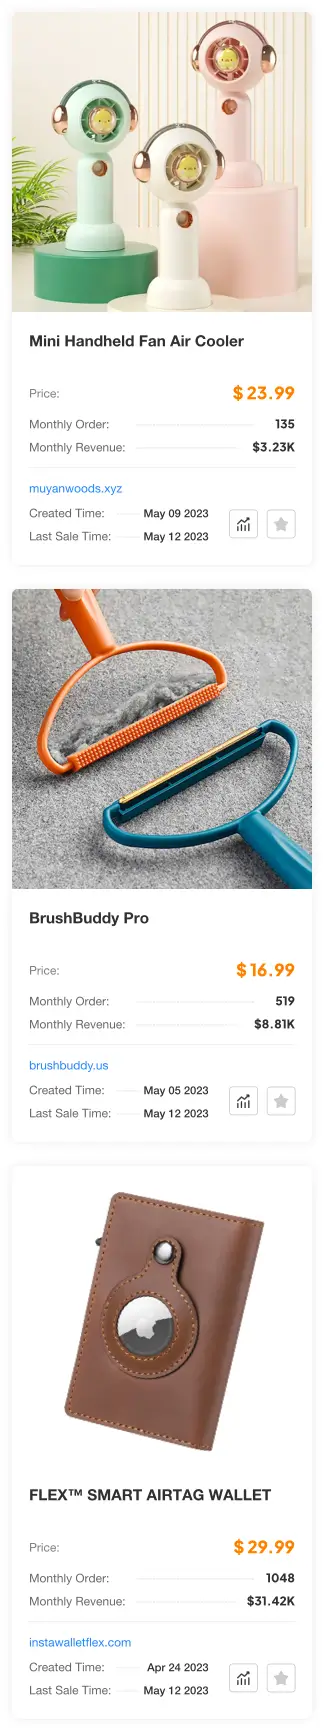 Mini Handheld Fan Air Cooler
Price: $ 23.99
Monthly Order: 135
Monthly Revenue: $3.23K
muyanwoods.xyz
Created Time: May 09 2023
Last Sale Time: May 12 2023
BrushBuddy Pro
Price: $ 16.99
Monthly Order: 519
Monthly Revenue: $8.81K
brushbuddy.us
Created Time: May 05 2023
Last Sale Time: May 12 2023
FLEX™ SMART AIRTAG WALLET
Price: $ 29.99
Monthly Order: 1048
Monthly Revenue: $31.42K
instawalletflex.com
Created Time: Apr 24 2023
Last Sale Time: May 12 2023